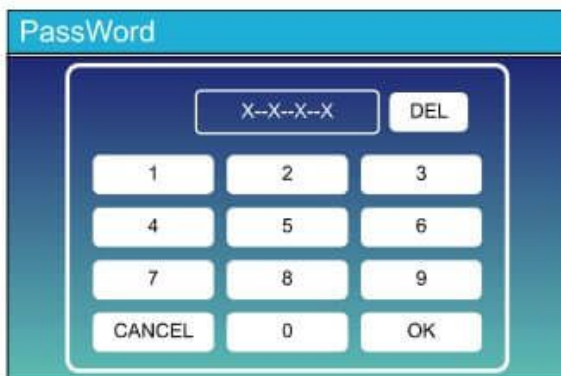 PassWord
X--X--X--X DEL
1 2 3
4 5 6
7 8 9
CANCEL 0 OK